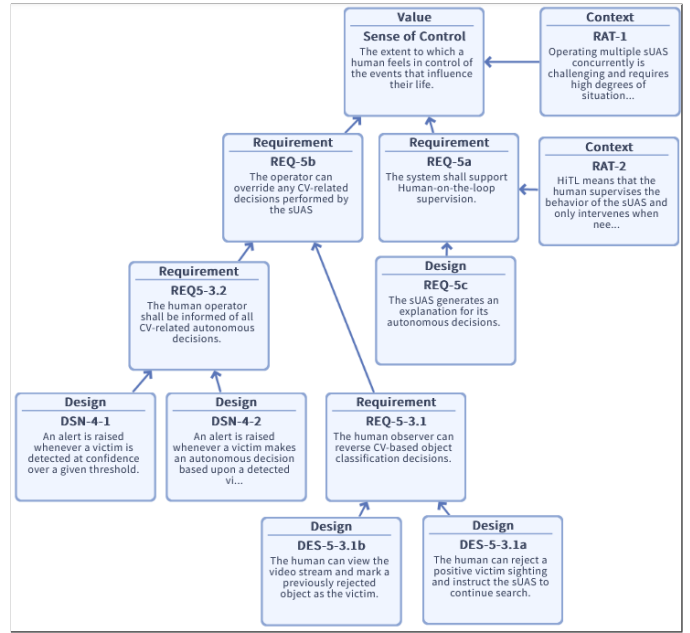 Value
Sense of Control
The extent to which a
human feels in control of
the events that influence
their life.
Context
RAT-1
Operating multiple sUAS
concurrently is
challenging and requires
high degrees of
situation...
Requirement
REQ-5b
The operator can
override any CV-related
decisions performed by
the sUAS
Requirement
REQ-5a
The system shall support
Human-on-the-loop
supervision.
Context
RAT-2
HiTL means that the
human supervises the
behavior of the sUAS and
only intervenes when
nee...
Requirement
REQ5-3.2
The human operator
shall be informed of all
CV-related autonomous
decisions.
Design
REQ-5c
The sUAS generates an
explanation for its
autonomous decisions.
Design
DSN-4-1
An alert is raised
whenever a victim is
detected at confidence
over a given threshold.
Design
DSN-4-2
An alert is raised
whenever a victim makes
an autonomous decision
based upon a detected
vi...
Requirement
REQ-5-3.1
The human observer can
reverse CV-based object
classification decisions.
Design
DES-5-3.1b
The human can view the
video stream and mark a
previously rejected
object as the victim.
Design
DES-5-3.1a
The human can reject a
positive victim sighting
and instruct the sUAS to
continue search.